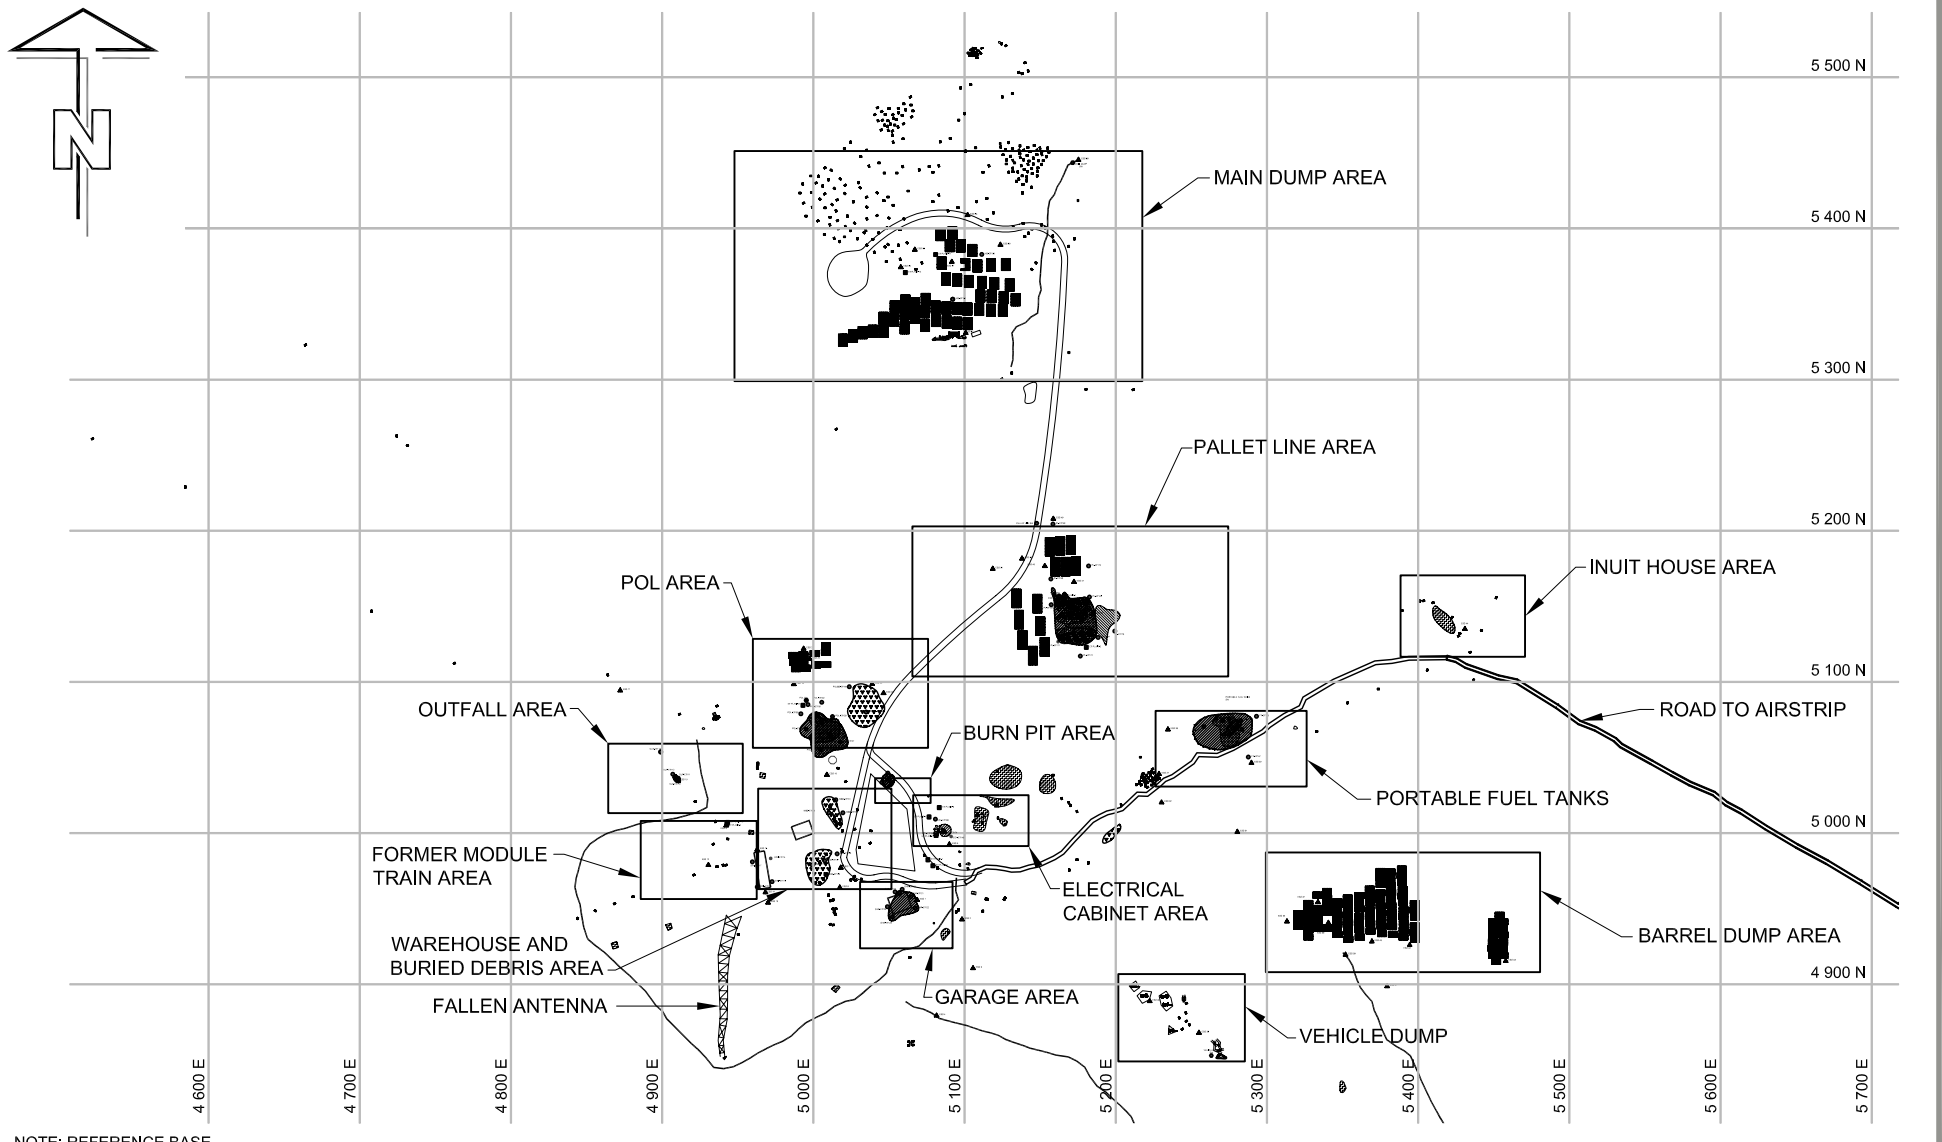 N
5 500 N
MAIN DUMP AREA
5 400 N
5 300 N
PALLET LINE AREA
5 200 N
INUIT HOUSE AREA
POL AREA
5 100 N
OUTFALL AREA
ROAD TO AIRSTRIP
BURN PIT AREA
PORTABLE FUEL TANKS
5 000 N
FORMER MODULE
TRAIN AREA
ELECTRICAL
CABINET AREA
WAREHOUSE AND
BURIED DEBRIS AREA
BARREL DUMP AREA
4 900 N
FALLEN ANTENNA
GARAGE AREA
VEHICLE DUMP
4 600 E
4 700 E
4 800 E
4 900 E
5 000 E
5 100 E
5 200 E
5 300 E
5 400 E
5 500 E
5 600 E
5 700 E
NOTE: REFERENCE BASE